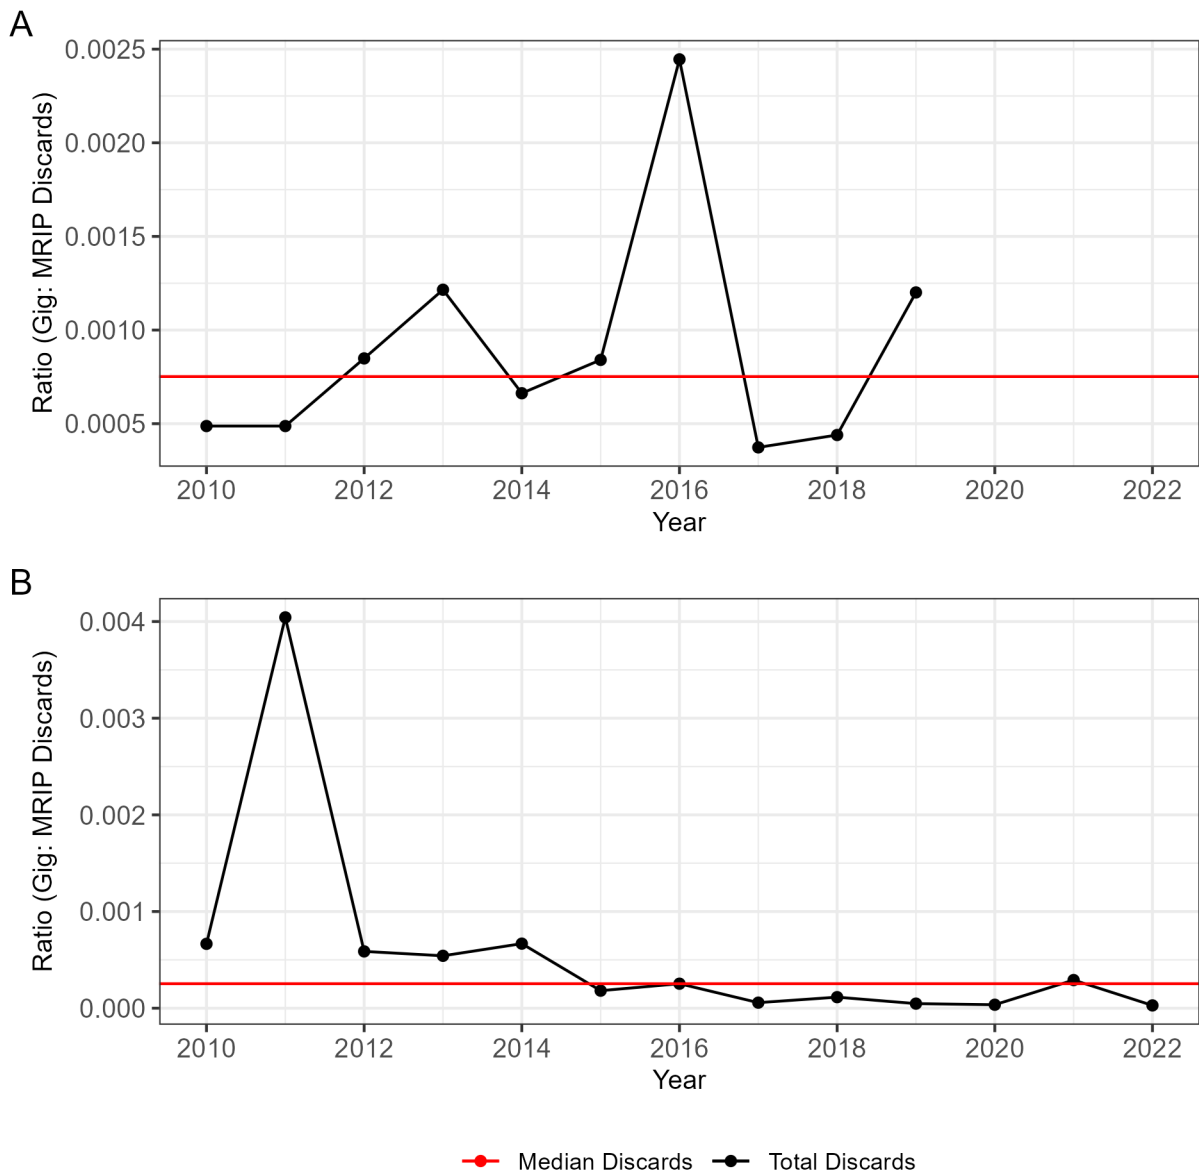 A
Ratio (Gig: MRIP Discards)
0.0025
0.0020
0.0015
0.0010
0.0005
2010 2012 2014 2016 2018 2020 2022
Year
B
Ratio (Gig: MRIP Discards)
0.004
0.003
0.002
0.001
0.000
2010 2012 2014 2016 2018 2020 2022
Year
Median Discards Total Discards